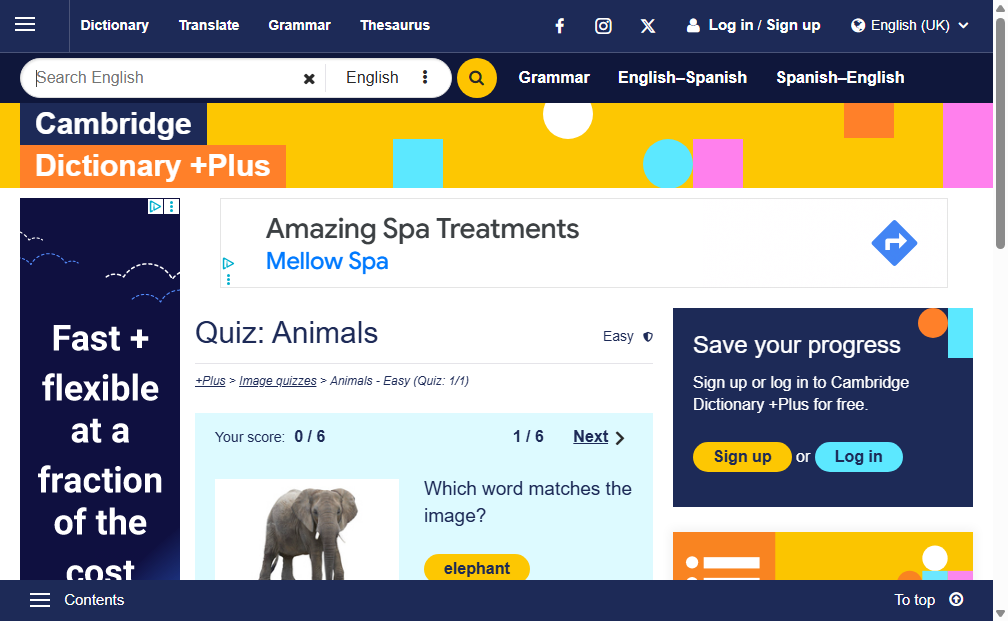 Dictionary Translate Grammar Thesaurus Log in / Sign up English (UK)
Search English English Grammar English–Spanish Spanish–English
Cambridge
Dictionary +Plus
Fast +
flexible
at a
fraction
of the
cost
Amazing Spa Treatments
Mellow Spa
Quiz: Animals Easy
+Plus > Image quizzes > Animals - Easy (Quiz: 1/1)
Your score: 0 / 6 1 / 6 Next
Which word matches the
image?
elephant
Save your progress
Sign up or log in to Cambridge
Dictionary +Plus for free.
Sign up or Log in
Contents To top